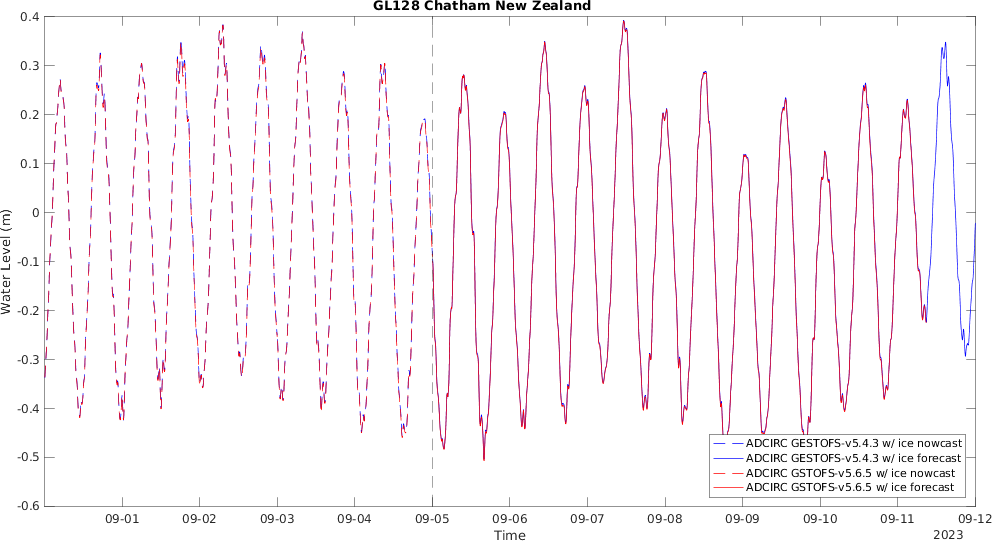 GL128 Chatham New Zealand
0.4
0.3
0.2
0.1
0
-0.1
-0.2
-0.3
-0.4
-0.5
-0.6
Water Level (m)
ADCIRC GESTOFS-v5.4.3 w/ ice nowcast
ADCIRC GESTOFS-v5.4.3 w/ ice forecast
ADCIRC GSTOFS-v5.6.5 w/ ice nowcast
ADCIRC GSTOFS-v5.6.5 w/ ice forecast
09-01 09-02 09-03 09-04 09-05 09-06 09-07 09-08 09-09 09-10 09-11 09-12
Time
2023